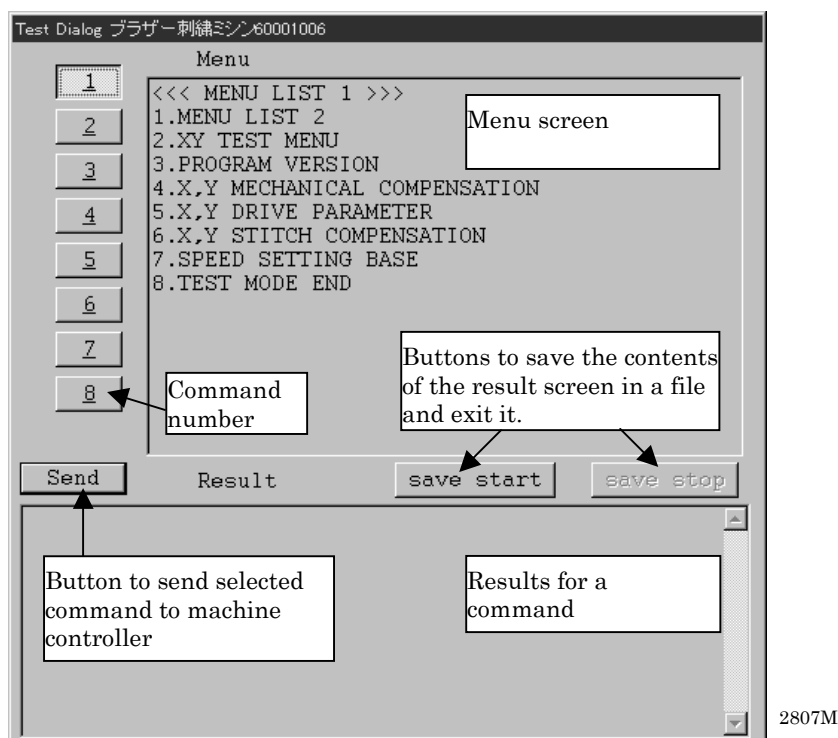 Test Dialog ブラザー刺繍ミシン60001006
Menu
1
2
3
4
5
6
7
8
<<< MENU LIST 1 >>>
1.MENU LIST 2
2.XY TEST MENU
3.PROGRAM VERSION
4.X,Y MECHANICAL COMPENSATION
5.X,Y DRIVE PARAMETER
6.X,Y STITCH COMPENSATION
7.SPEED SETTING BASE
8.TEST MODE END
Menu screen
Command
number
Buttons to save the contents
of the result screen in a file
and exit it.
Send
Result
save start
save stop
Button to send selected
command to machine
controller
Results for a
command
2807M